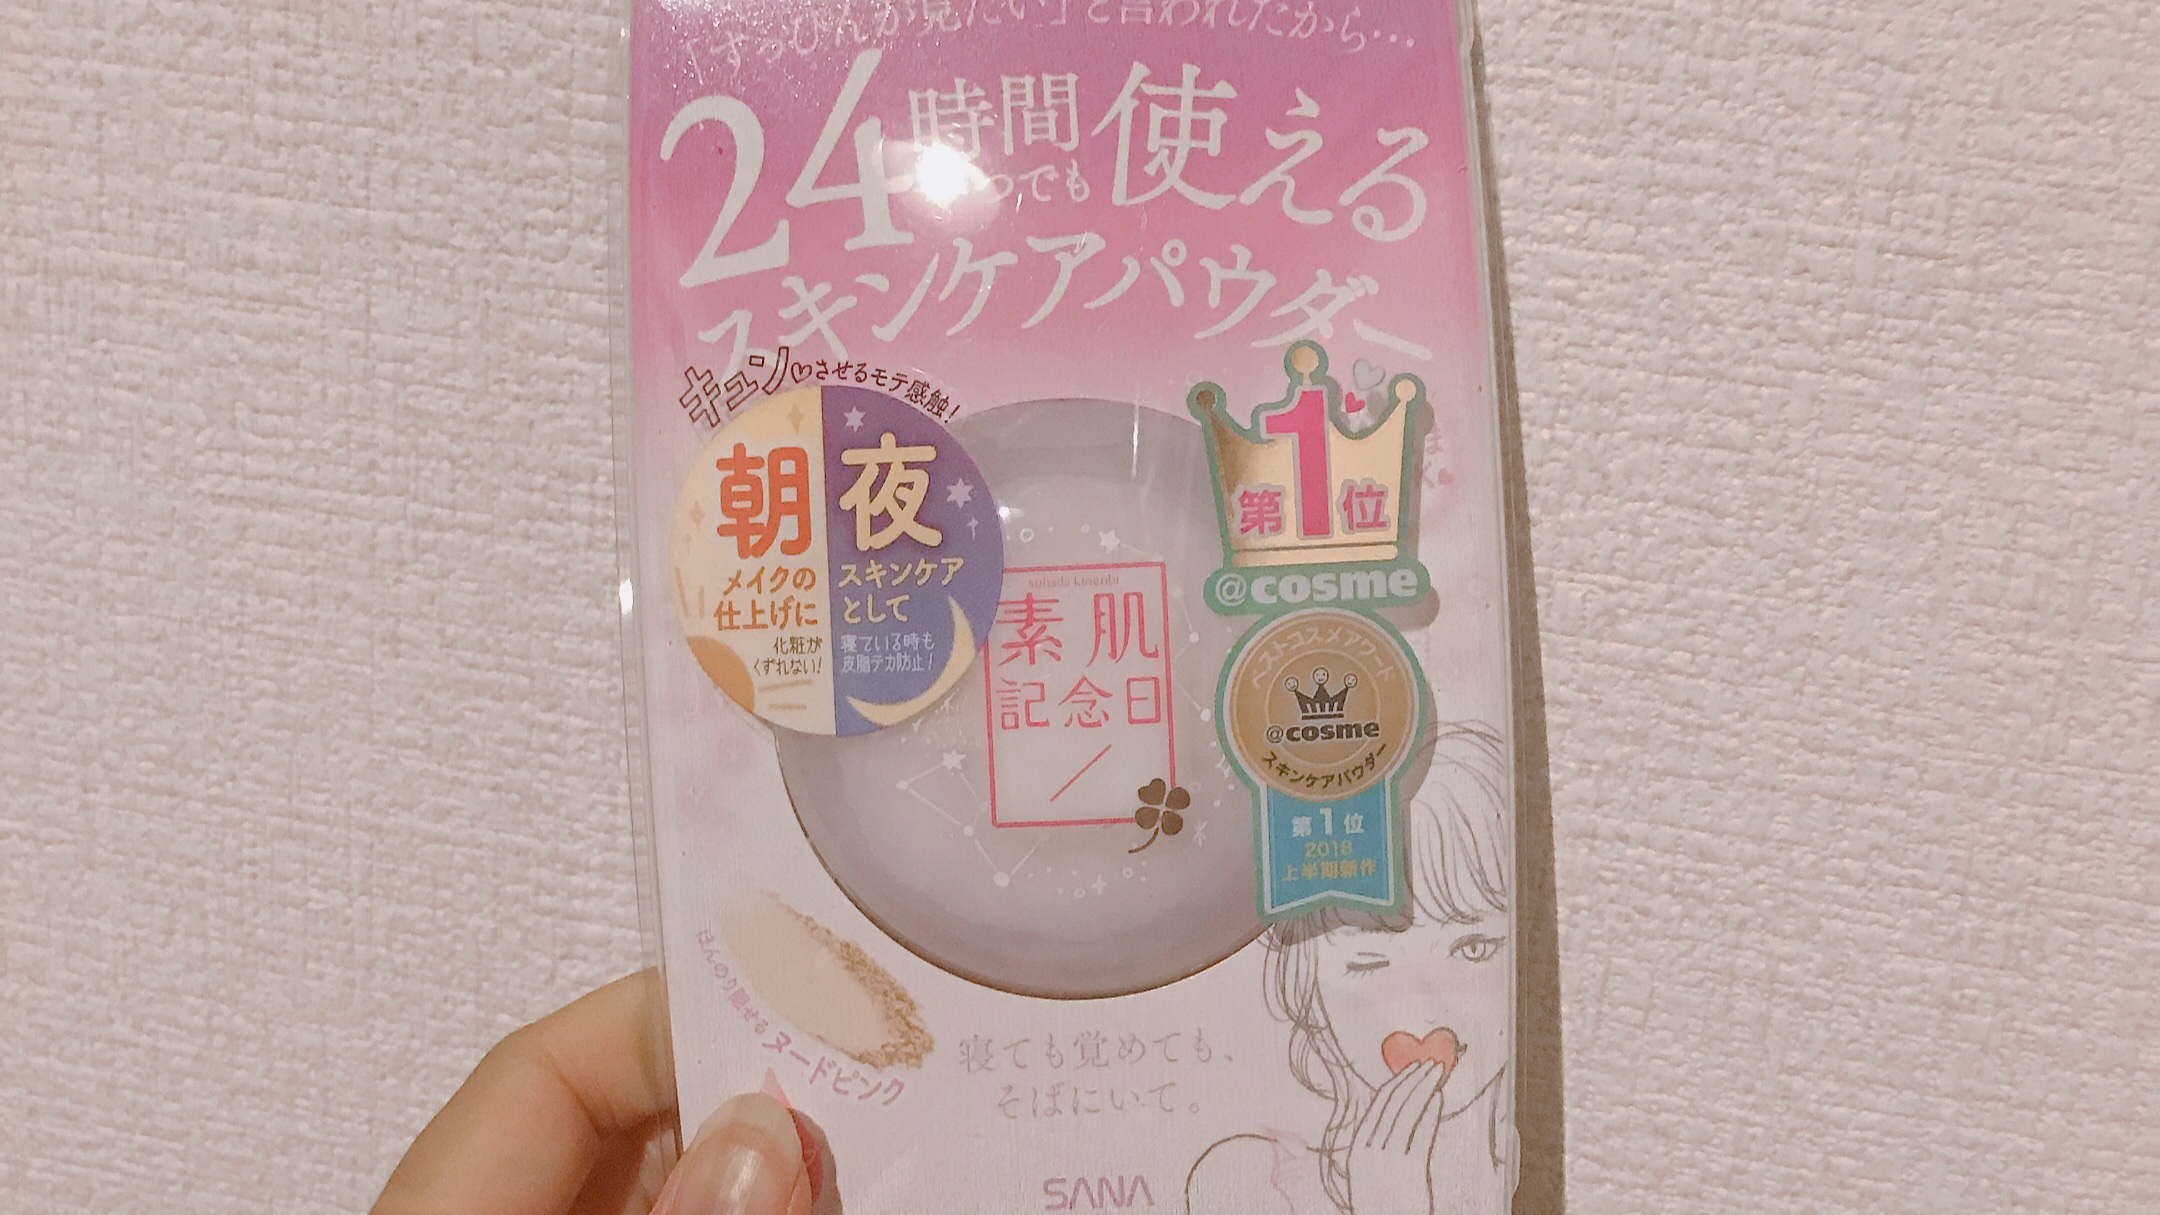 「すっぴんが見たい」と言われたから…
24時間使える
つでも
スキンケアパウダー
キュン♡させるモテ感触!
朝
メイクの
仕上げに
化粧が
くずれない!
夜
スキンケア
として
寝ている時も
皮脂テカ防止!
第1位
@cosme
ベストコスメアワード
@cosme
スキンケアパウダー
第1位
2018
上半期新作
suhada kinenbi
素肌
記念日
ほんのり魅せる ヌードピンク
寝ても覚めても、
そばにいて。
SANA